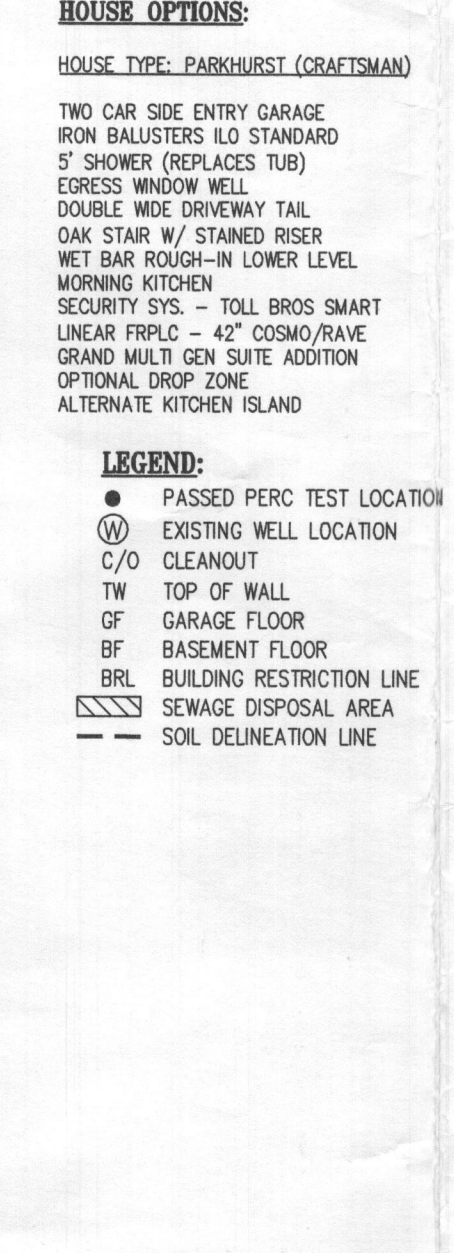 HOUSE OPTIONS:
HOUSE TYPE: PARKHURST (CRAFTSMAN)
TWO CAR SIDE ENTRY GARAGE
IRON BALUSTERS ILO STANDARD
5' SHOWER (REPLACES TUB)
EGRESS WINDOW WELL
DOUBLE WIDE DRIVEWAY TAIL
OAK STAIR W/ STAINED RISER
WET BAR ROUGH-IN LOWER LEVEL
MORNING KITCHEN
SECURITY SYS. - TOLL BROS SMART
LINEAR FRPLC - 42" COSMO/RAVE
GRAND MULTI GEN SUITE ADDITION
OPTIONAL DROP ZONE
ALTERNATE KITCHEN ISLAND
LEGEND:
PASSED PERC TEST LOCATION
W EXISTING WELL LOCATION
C/O CLEANOUT
TW TOP OF WALL
GF GARAGE FLOOR
BF BASEMENT FLOOR
BRL BUILDING RESTRICTION LINE
SEWAGE DISPOSAL AREA
SOIL DELINEATION LINE